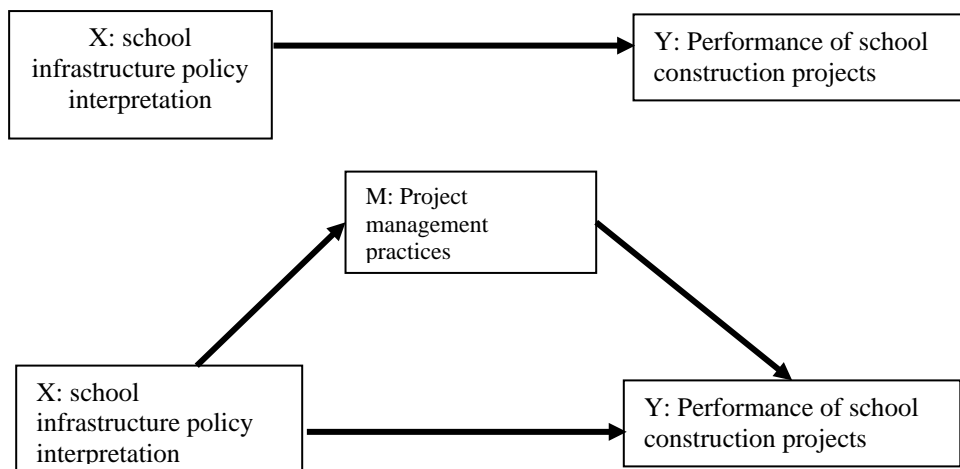 X: school
infrastructure policy
interpretation
Y: Performance of school
construction projects
M: Project
management
practices
X: school
infrastructure policy
interpretation
Y: Performance of school
construction projects